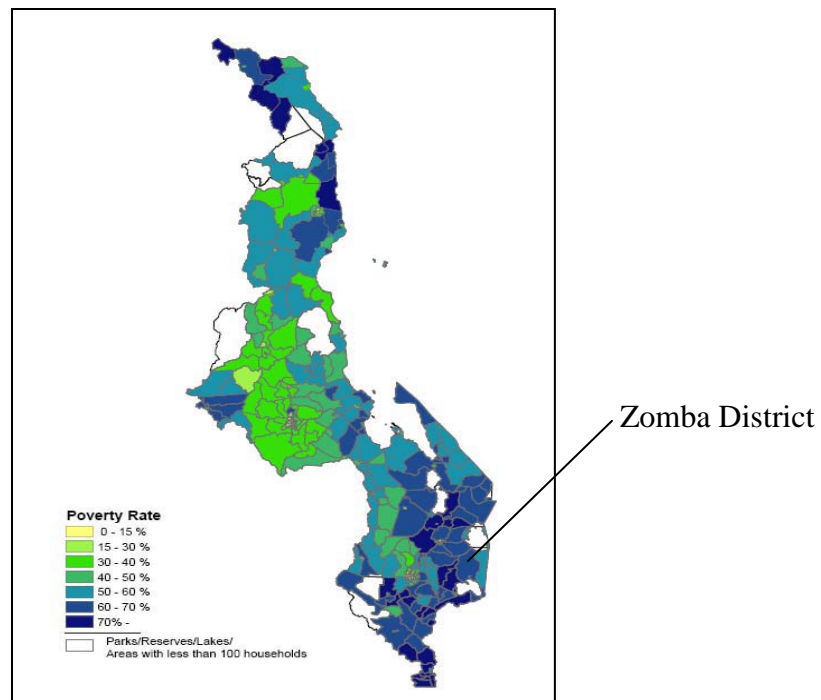 Zomba District
Poverty Rate
0 - 15 %
15 - 30 %
30 - 40 %
40 - 50 %
50 - 60 %
60 - 70 %
70% -
Parks/Reserves/Lakes/
Areas with less than 100 households